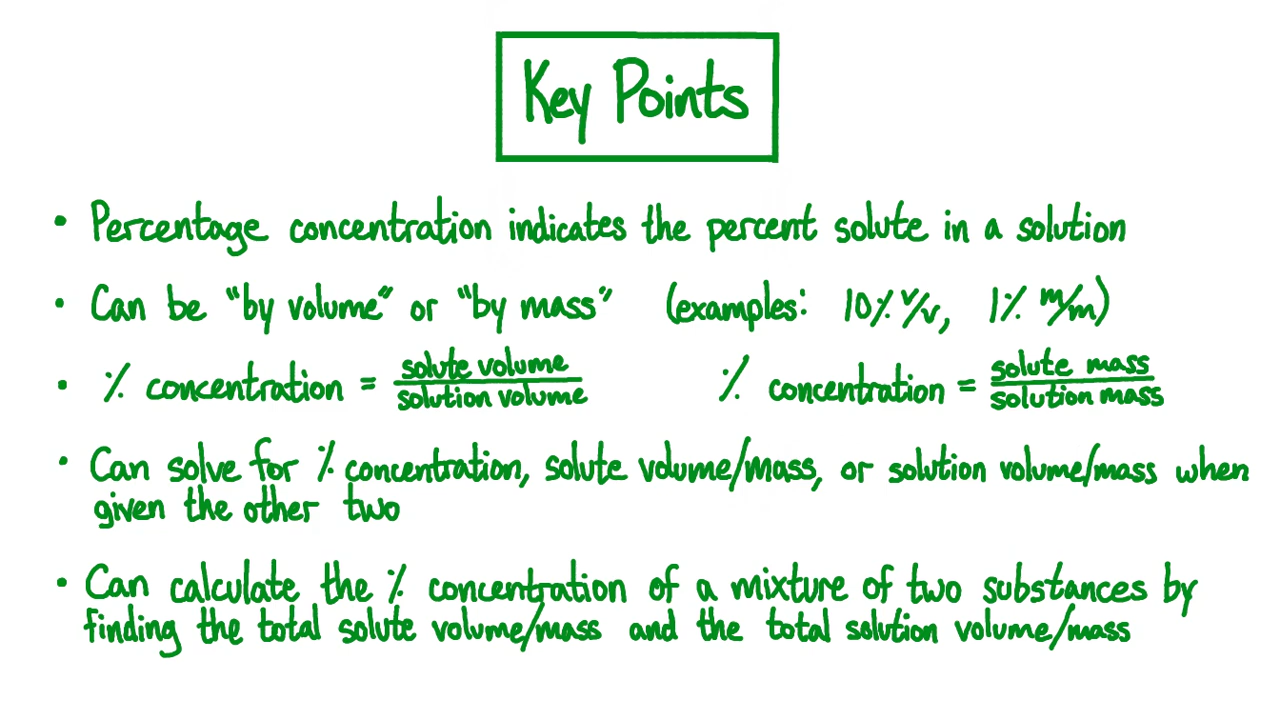 Key Points
• Percentage concentration indicates the percent solute in a solution
• Can be "by volume" or "by mass" (examples: 10% v/v, 1% m/m)
• % concentration = solute volume/solution volume % concentration = solute mass/solution mass
• Can solve for % concentration, solute volume/mass, or solution volume/mass when
given the other two
• Can calculate the % concentration of a mixture of two substances by
finding the total solute volume/mass and the total solution volume/mass